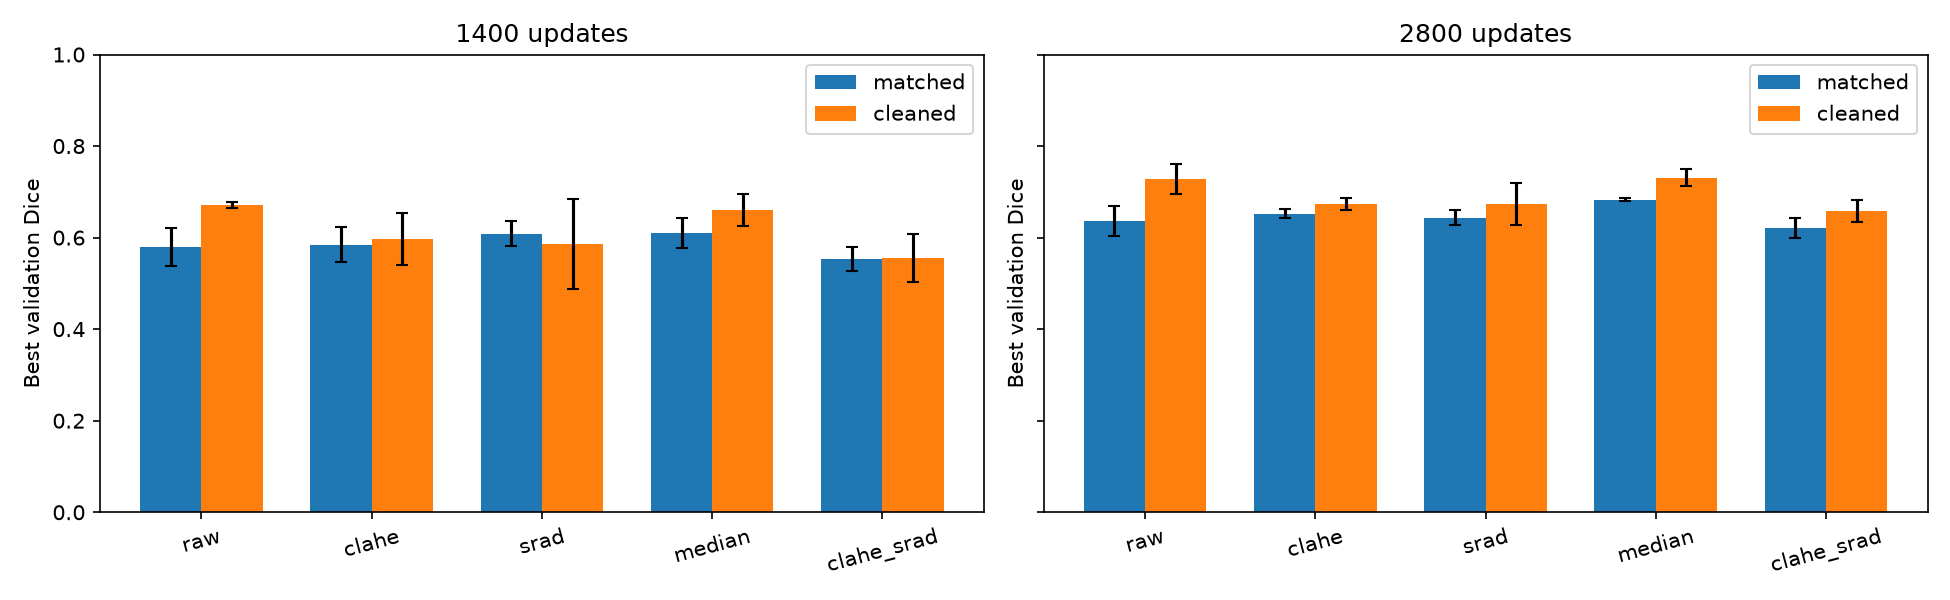 1400 updates
Best validation Dice
1.0
0.8
0.6
0.4
0.2
0.0
matched
cleaned
raw
clahe
srad
median
clahe_srad
2800 updates
Best validation Dice
matched
cleaned
raw
clahe
srad
median
clahe_srad